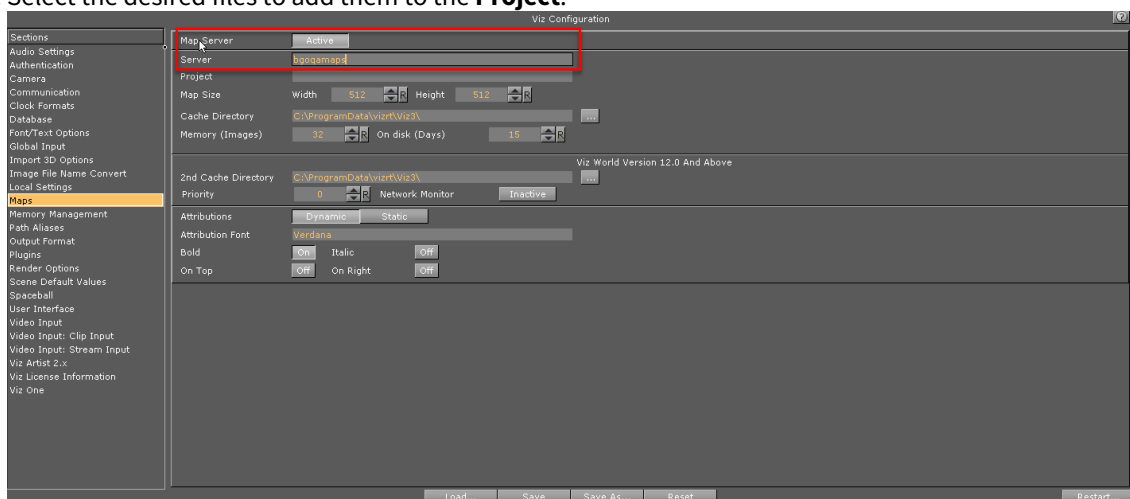 Select the desired files to add them to the Project.
Viz Configuration
Sections
Audio Settings
Authentication
Camera
Communication
Clock Formats
Database
Font/Text Options
Global Input
Import 3D Options
Image File Name Convert
Local Settings
Maps
Memory Management
Path Aliases
Output Format
Plugins
Render Options
Scene Default Values
Spaceball
User Interface
Video Input
Video Input: Clip Input
Video Input: Stream Input
Viz Artist 2.x
Viz License Information
Viz One
Map Server Active
Server bgoqamaps
Project
Map Size Width 512 R Height 512 R
Cache Directory C:\ProgramData\vizrt\Viz3\ ...
Memory (Images) 32 R On disk (Days) 15 R
Viz World Version 12.0 And Above
2nd Cache Directory C:\ProgramData\vizrt\Viz3\ ...
Priority 0 R Network Monitor Inactive
Attributions Dynamic Static
Attribution Font Verdana
Bold On Italic Off
On Top Off On Right Off
Load... Save Save As... Reset Restart